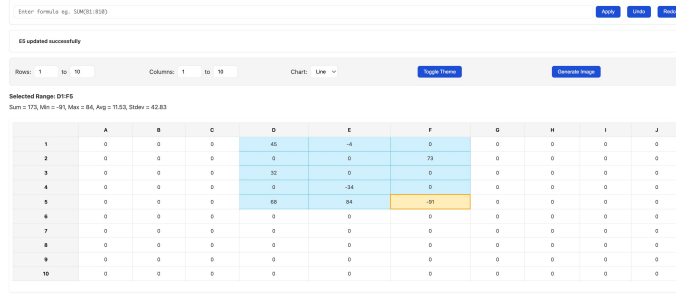 Enter formula eg. SUM(B1:B10) Apply Undo Redo
E5 updated successfully
Rows: 1 to 10 Columns: 1 to 10 Chart: Line Toggle Theme Generate Image
Selected Range: D1:F5
Sum = 173, Min = -91, Max = 84, Avg = 11.53, Stdev = 42.83
A B C D E F G H I J
1 0 0 0 45 -4 0 0 0 0 0
2 0 0 0 0 0 73 0 0 0 0
3 0 0 0 32 0 0 0 0 0 0
4 0 0 0 0 -34 0 0 0 0 0
5 0 0 0 68 84 -91 0 0 0 0
6 0 0 0 0 0 0 0 0 0 0
7 0 0 0 0 0 0 0 0 0 0
8 0 0 0 0 0 0 0 0 0 0
9 0 0 0 0 0 0 0 0 0 0
10 0 0 0 0 0 0 0 0 0 0